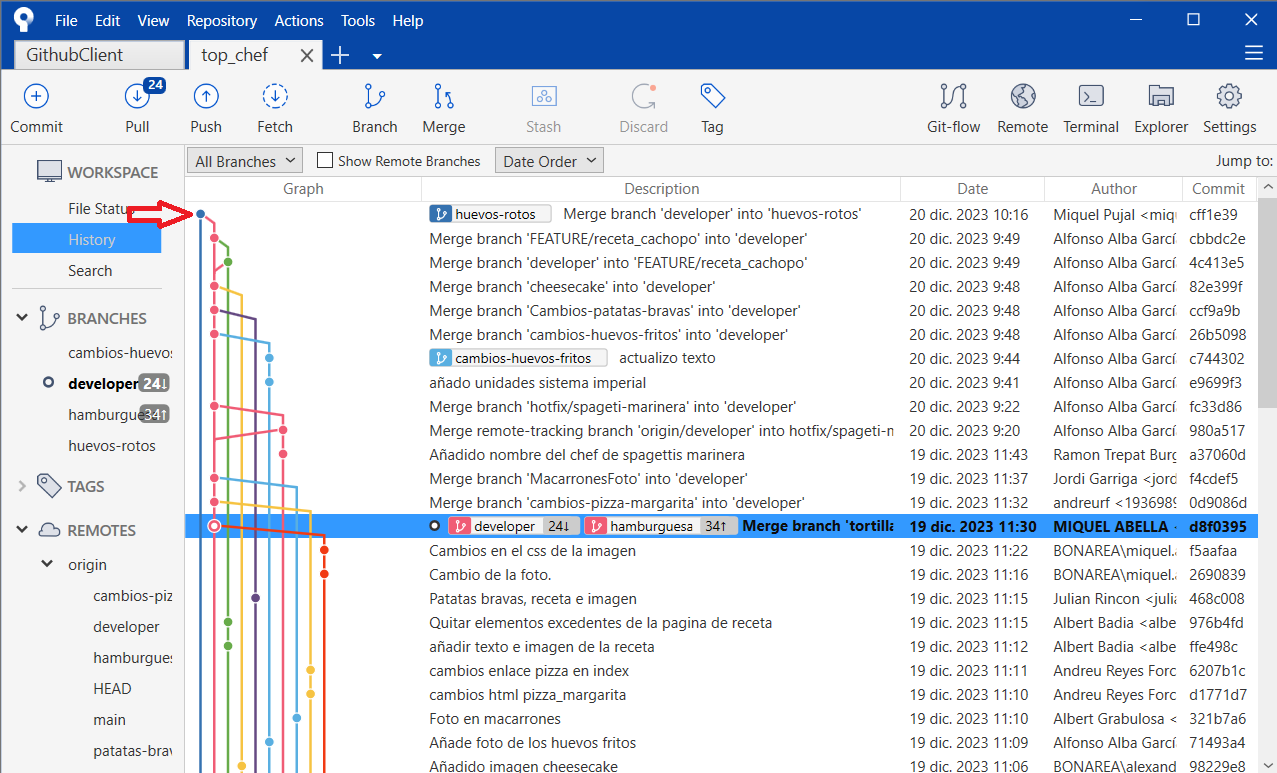 File Edit View Repository Actions Tools Help
GithubClient top_chef
24
Commit Pull Push Fetch Branch Merge Stash Discard Tag Git-flow Remote Terminal Explorer Settings
WORKSPACE
File Status
History
Search
BRANCHES
cambios-huevos
developer 24↓
hamburgue 34↑
huevos-rotos
TAGS
REMOTES
origin
cambios-piz
developer
hamburgues
HEAD
main
patatas-brav
All Branches Show Remote Branches Date Order Jump to:
Graph Description Date Author Commit
huevos-rotos Merge branch 'developer' into 'huevos-rotos' 20 dic. 2023 10:16 Miquel Pujal <miqu cff1e39
Merge branch 'FEATURE/receta_cachopo' into 'developer' 20 dic. 2023 9:49 Alfonso Alba Garcí cbbdc2e
Merge branch 'developer' into 'FEATURE/receta_cachopo' 20 dic. 2023 9:49 Alfonso Alba Garcí 4c413e5
Merge branch 'cheesecake' into 'developer' 20 dic. 2023 9:48 Alfonso Alba Garcí 82e399f
Merge branch 'Cambios-patatas-bravas' into 'developer' 20 dic. 2023 9:48 Alfonso Alba Garcí ccf9a9b
Merge branch 'cambios-huevos-fritos' into 'developer' 20 dic. 2023 9:48 Alfonso Alba Garcí 26b5098
cambios-huevos-fritos actualizo texto 20 dic. 2023 9:44 Alfonso Alba Garcí c744302
añado unidades sistema imperial 20 dic. 2023 9:41 Alfonso Alba Garcí e9699f3
Merge branch 'hotfix/spageti-marinera' into 'developer' 20 dic. 2023 9:22 Alfonso Alba Garcí fc33d86
Merge remote-tracking branch 'origin/developer' into hotfix/spageti-m 20 dic. 2023 9:20 Alfonso Alba Garcí 980a517
Añadido nombre del chef de spagettis marinera 19 dic. 2023 11:43 Ramon Trepat Burg a37060d
Merge branch 'MacarronesFoto' into 'developer' 19 dic. 2023 11:37 Jordi Garriga <jord f4cdef5
Merge branch 'cambios-pizza-margarita' into 'developer' 19 dic. 2023 11:32 andreurf <1936989 0d9086d
developer 24↓ hamburguesa 34↑ Merge branch 'tortilla 19 dic. 2023 11:30 MIQUEL ABELLA < d8f0395
Cambios en el css de la imagen 19 dic. 2023 11:22 BONAREA\miquel. f5aafaa
Cambio de la foto. 19 dic. 2023 11:16 BONAREA\miquel. 2690839
Patatas bravas, receta e imagen 19 dic. 2023 11:15 Julian Rincon <julia 468c008
Quitar elementos excedentes de la pagina de receta 19 dic. 2023 11:15 Albert Badia <albe 976b4fd
añadir texto e imagen de la receta 19 dic. 2023 11:15 Albert Badia <albe ffe498c
cambios enlace pizza en index 19 dic. 2023 11:11 Andreu Reyes Forc 6207b1c
cambios html pizza_margarita 19 dic. 2023 11:10 Andreu Reyes Forc d1771d7
Foto en macarrones 19 dic. 2023 11:10 Albert Grabulosa < 321b7a6
Añade foto de los huevos fritos 19 dic. 2023 11:09 Alfonso Alba Garcí 71493a4
Añadido imagen cheesecake 19 dic. 2023 11:06 BONAREA\alexand 98229e8